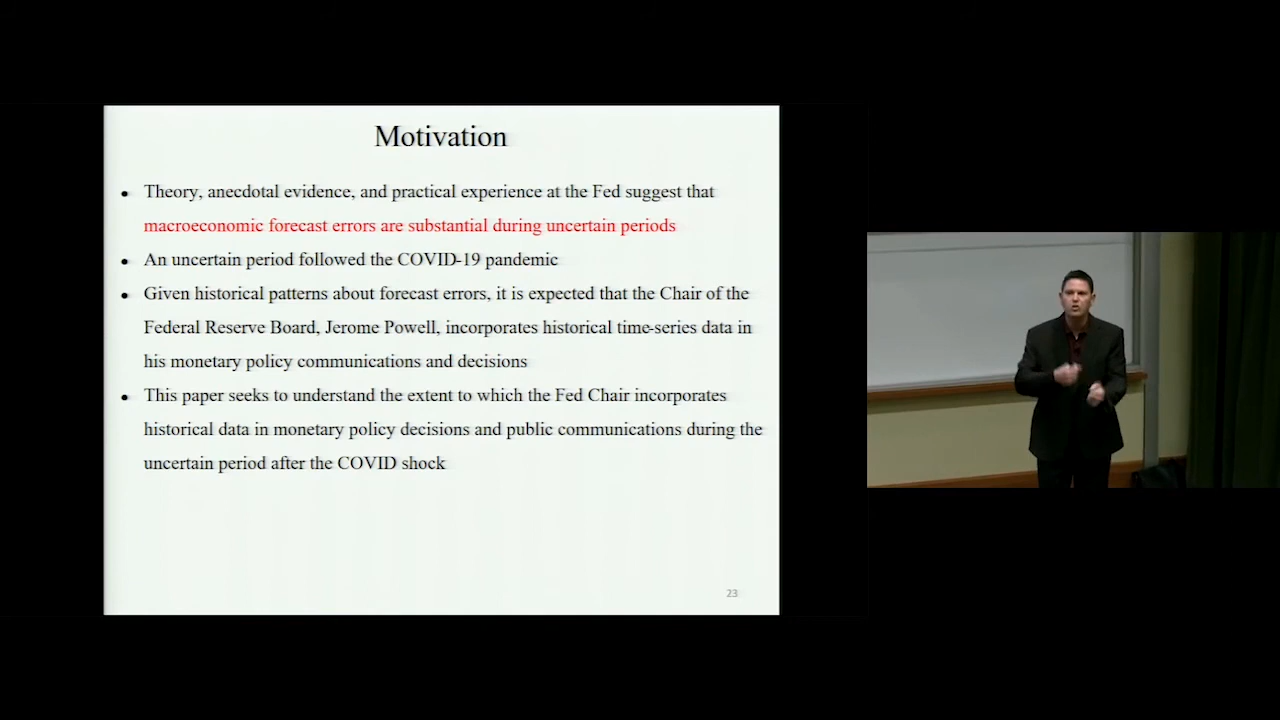 Motivation
• Theory, anecdotal evidence, and practical experience at the Fed suggest that
macroeconomic forecast errors are substantial during uncertain periods
• An uncertain period followed the COVID-19 pandemic
• Given historical patterns about forecast errors, it is expected that the Chair of the
Federal Reserve Board, Jerome Powell, incorporates historical time-series data in
his monetary policy communications and decisions
• This paper seeks to understand the extent to which the Fed Chair incorporates
historical data in monetary policy decisions and public communications during the
uncertain period after the COVID shock
23